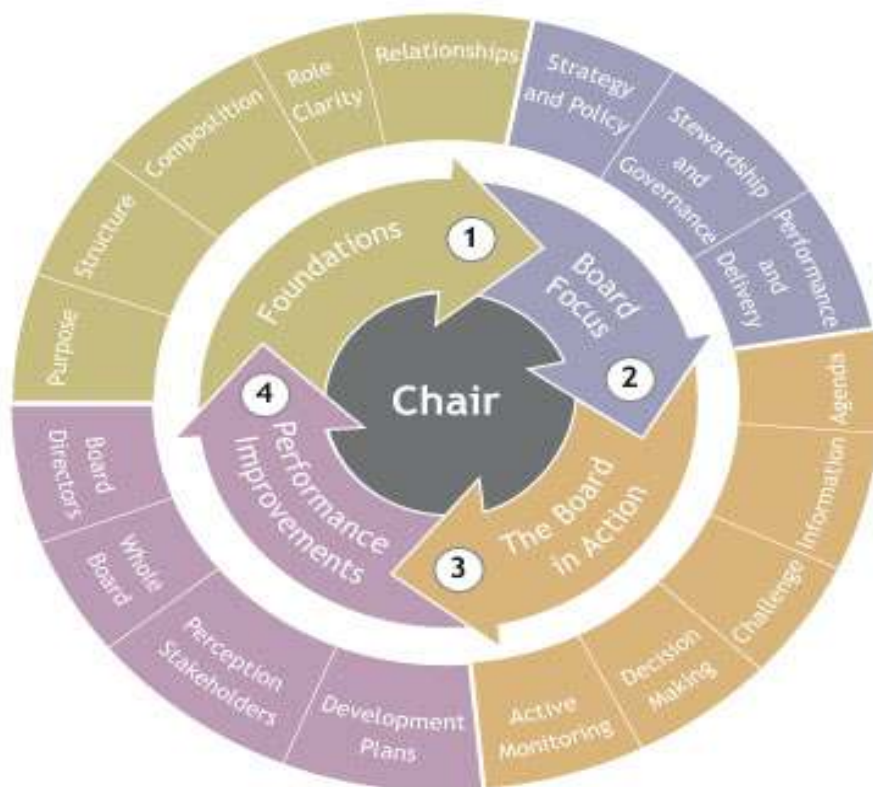 Relationships
Role
Clarity
Compostition
Structure
Purpose
Strategy
and Policy
Stewardship
and
Governance
Performance
and
Delivery
Agenda
Information
Challenge
Decision
Making
Active
Monitoring
Development
Plans
Perception
Stakeholders
Whole
Board
Board
Directors
Foundations
1
Board
Focus
2
The Board
in Action
3
Performance
Improvements
4
Chair